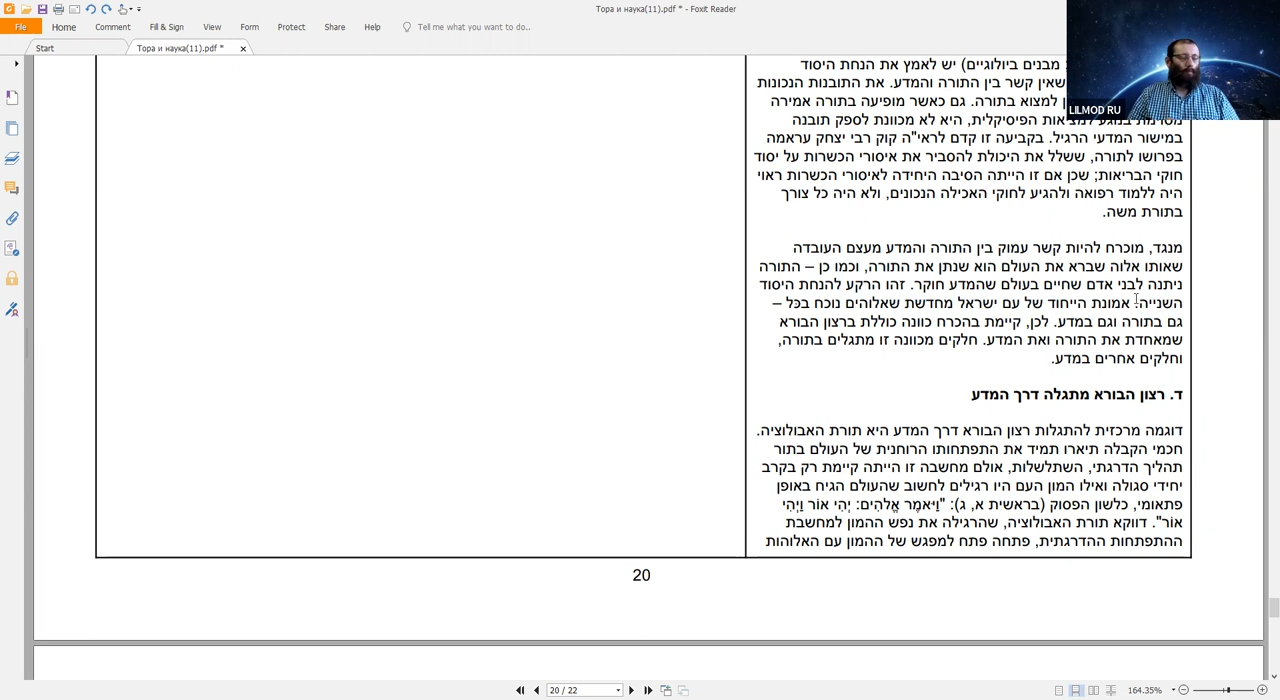 Тора и наука(11).pdf * - Foxit Reader
File Home Comment Fill & Sign View Form Protect Share Help Tell me what you want to do..
Start Тора и наука(11).pdf *
LILMOD RU
מבנים ביולוגיים) יש לאמץ את הנחת היסוד
שאין קשר בין התורה והמדע. את התובנות הנכונות
למצוא בתורה. גם כאשר מופיעה בתורה אמירה
הפיסיקלית, היא לא מכוונת לספק תובנה
במישור המדעי הרגיל. בקביעה זו קדם לראי"ה קוק רבי יצחק עראמה
בפרושו לתורה, ששלל את היכולת להסביר את איסורי הכשרות על יסוד
חוקי הבריאות; שכן אם זו הייתה הסיבה היחידה לאיסורי הכשרות ראוי
היה ללמוד רפואה ולהגיע לחוקי האכילה הנכונים, ולא היה כל צורך
בתורת משה.
מנגד, מוכרח להיות קשר עמוק בין התורה והמדע מעצם העובדה
שאותו אלוה שברא את העולם הוא שנתן את התורה, וכמו כן – התורה
ניתנה לבני אדם שחיים בעולם שהמדע חוקר. זהו הרקע להנחת היסוד
השנייה: אמונת הייחוד של עם ישראל מחדשת שאלוהים נוכח בכל –
גם בתורה וגם במדע. לכן, קיימת בהכרח כוונה כוללת ברצון הבורא
שמאחדת את התורה ואת המדע. חלקים מכוונה זו מתגלים בתורה,
וחלקים אחרים במדע.
ד. רצון הבורא מתגלה דרך המדע
דוגמה מרכזית להתגלות רצון הבורא דרך המדע היא תורת האבולוציה.
חכמי הקבלה תיארו תמיד את התפתחותו הרוחנית של העולם בתור
תהליך הדרגתי, השתלשלות, אולם מחשבה זו הייתה קיימת רק בקרב
יחידי סגולה ואילו המון העם היו רגילים לחשוב שהעולם הגיח באופן
פתאומי, כלשון הפסוק (בראשית א, ג): "וַיֹּאמֶר אֱלֹהִים: יְהִי אוֹר וַיְהִי
אוֹר". דווקא תורת האבולוציה, שהרגילה את נפש ההמון למחשבת
ההתפתחות ההדרגתית, פתחה פתח למפגש של ההמון עם האלוהות
20
20 / 22 164.35%